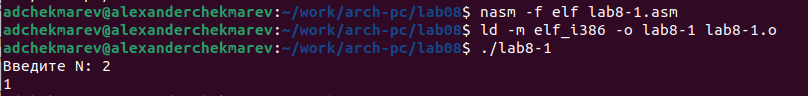 adchekmarev@alexanderchekmarev:~/work/arch-pc/lab08$ nasm -f elf lab8-1.asm
adchekmarev@alexanderchekmarev:~/work/arch-pc/lab08$ ld -m elf_i386 -o lab8-1 lab8-1.o
adchekmarev@alexanderchekmarev:~/work/arch-pc/lab08$ ./lab8-1
Введите N: 2
1